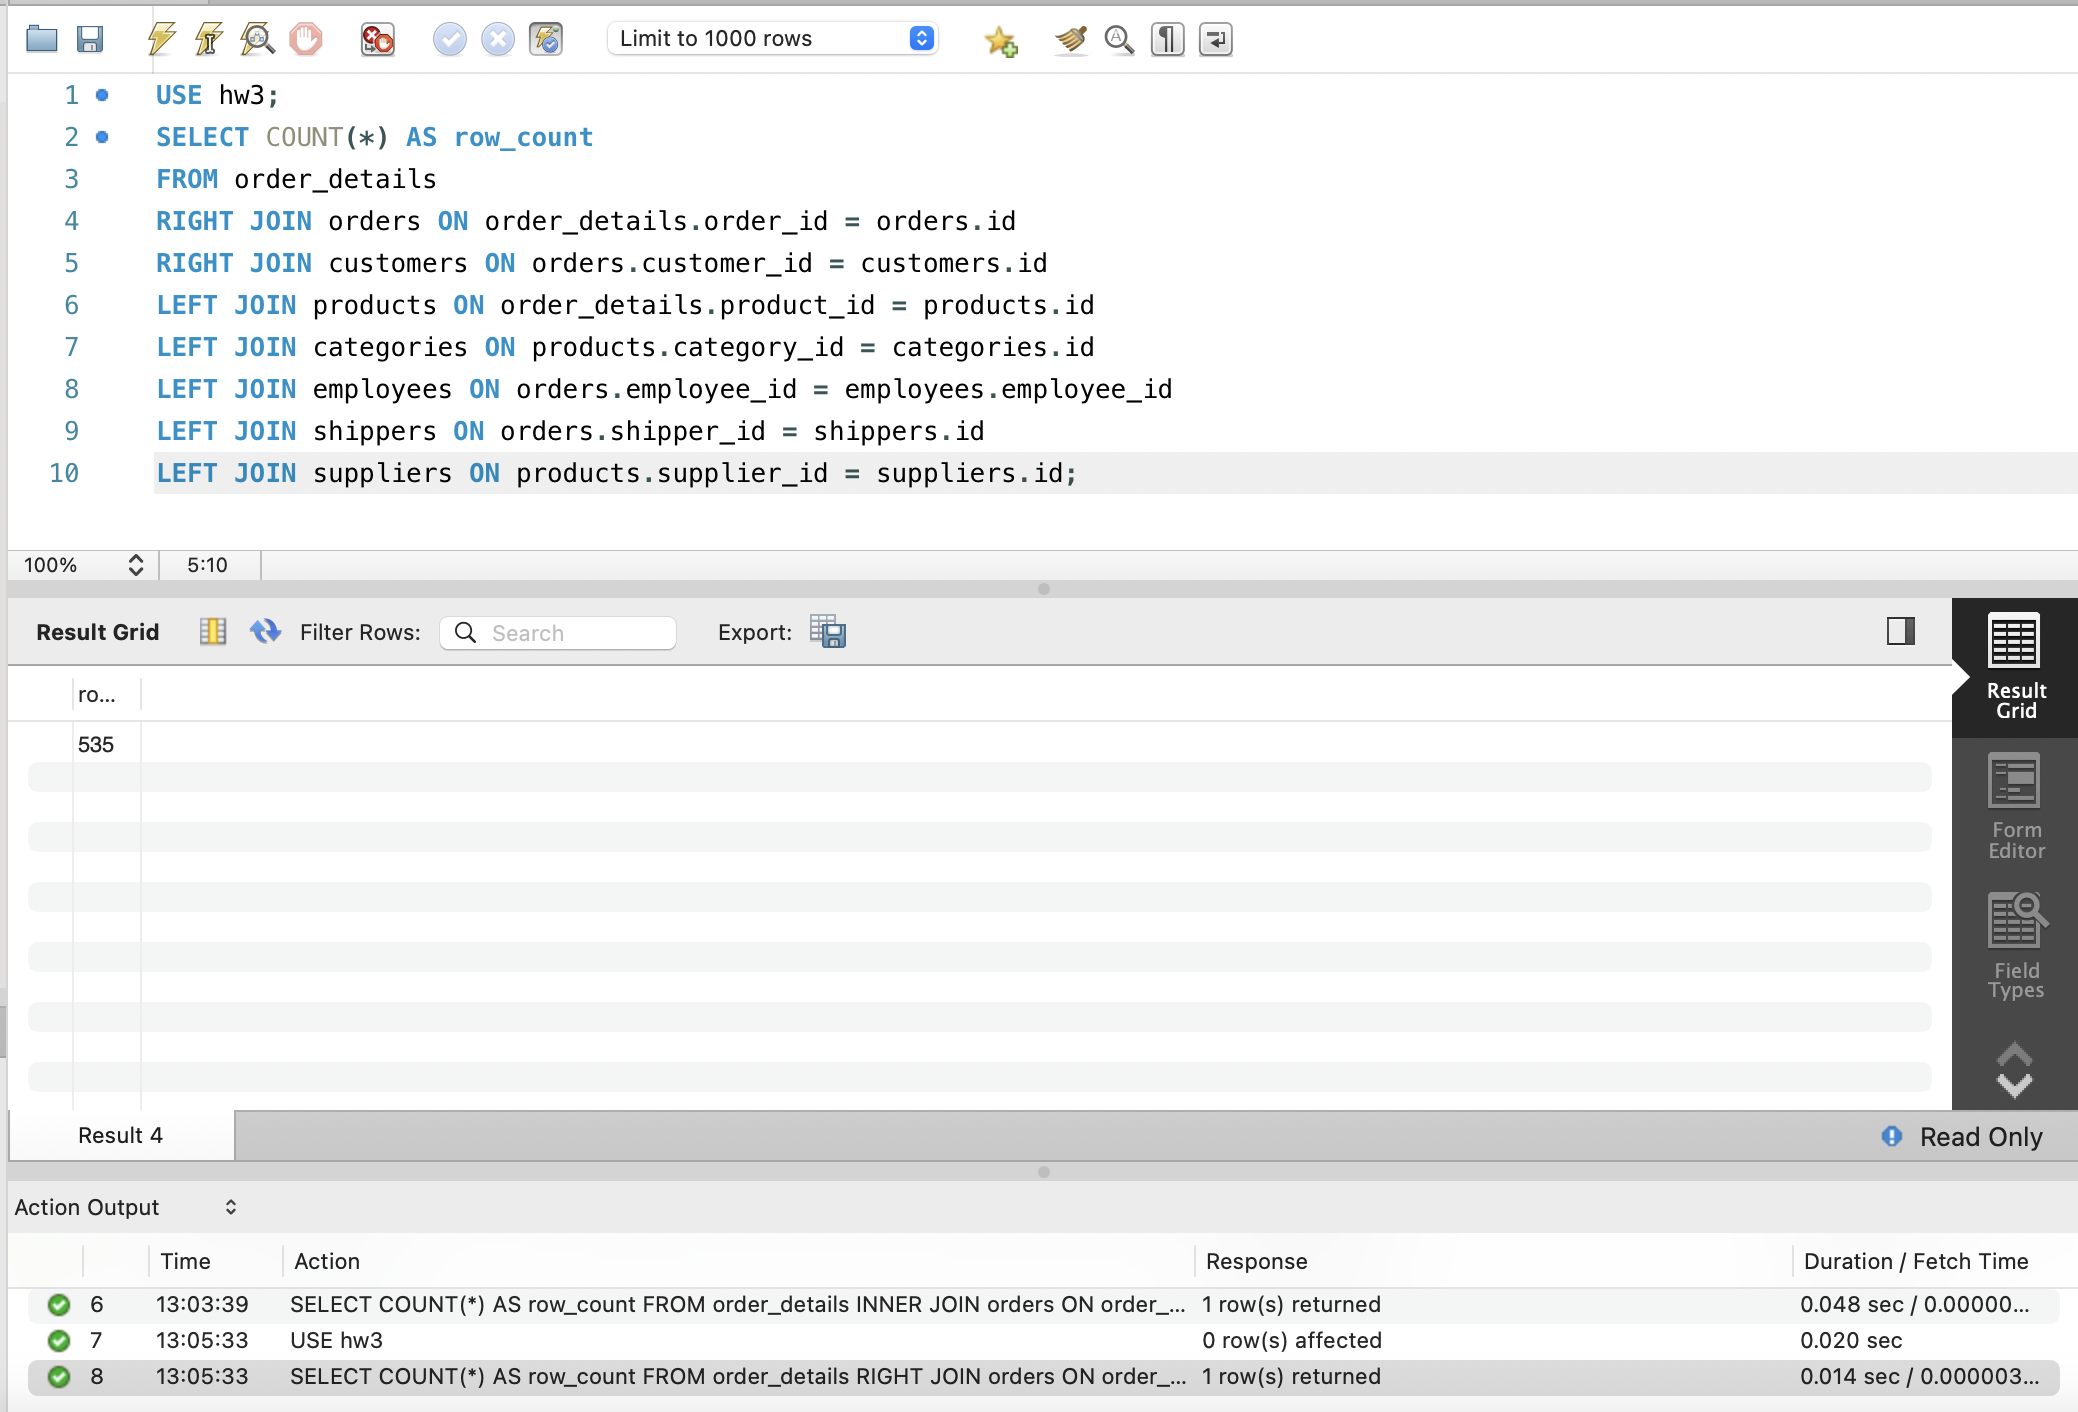 Limit to 1000 rows
1 USE hw3;
2 SELECT COUNT(*) AS row_count
3 FROM order_details
4 RIGHT JOIN orders ON order_details.order_id = orders.id
5 RIGHT JOIN customers ON orders.customer_id = customers.id
6 LEFT JOIN products ON order_details.product_id = products.id
7 LEFT JOIN categories ON products.category_id = categories.id
8 LEFT JOIN employees ON orders.employee_id = employees.employee_id
9 LEFT JOIN shippers ON orders.shipper_id = shippers.id
10 LEFT JOIN suppliers ON products.supplier_id = suppliers.id;
100% 5:10
Result Grid Filter Rows: Search Export:
ro...
535
Result
Grid
Form
Editor
Field
Types
Result 4 Read Only
Action Output
Time Action Response Duration / Fetch Time
6 13:03:39 SELECT COUNT(*) AS row_count FROM order_details INNER JOIN orders ON order_... 1 row(s) returned 0.048 sec / 0.00000...
7 13:05:33 USE hw3 0 row(s) affected 0.020 sec
8 13:05:33 SELECT COUNT(*) AS row_count FROM order_details RIGHT JOIN orders ON order_... 1 row(s) returned 0.014 sec / 0.000003...